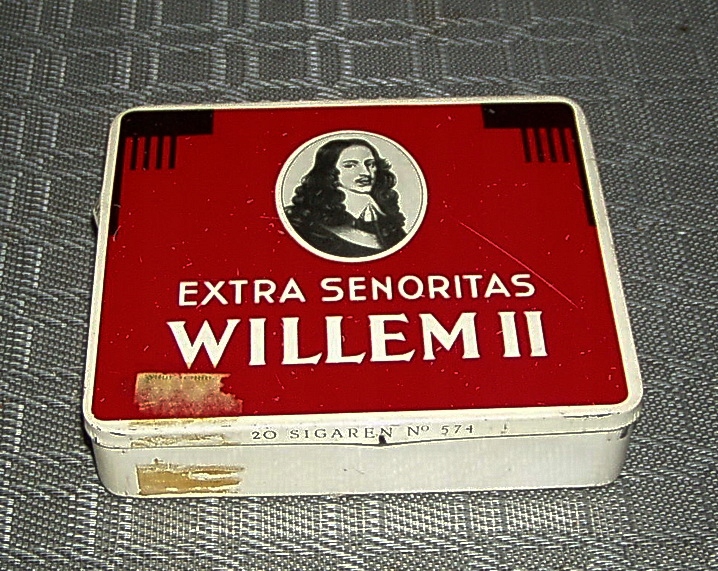 EXTRA SENORITAS
WILLEM II
20 SIGAREN Nº 574